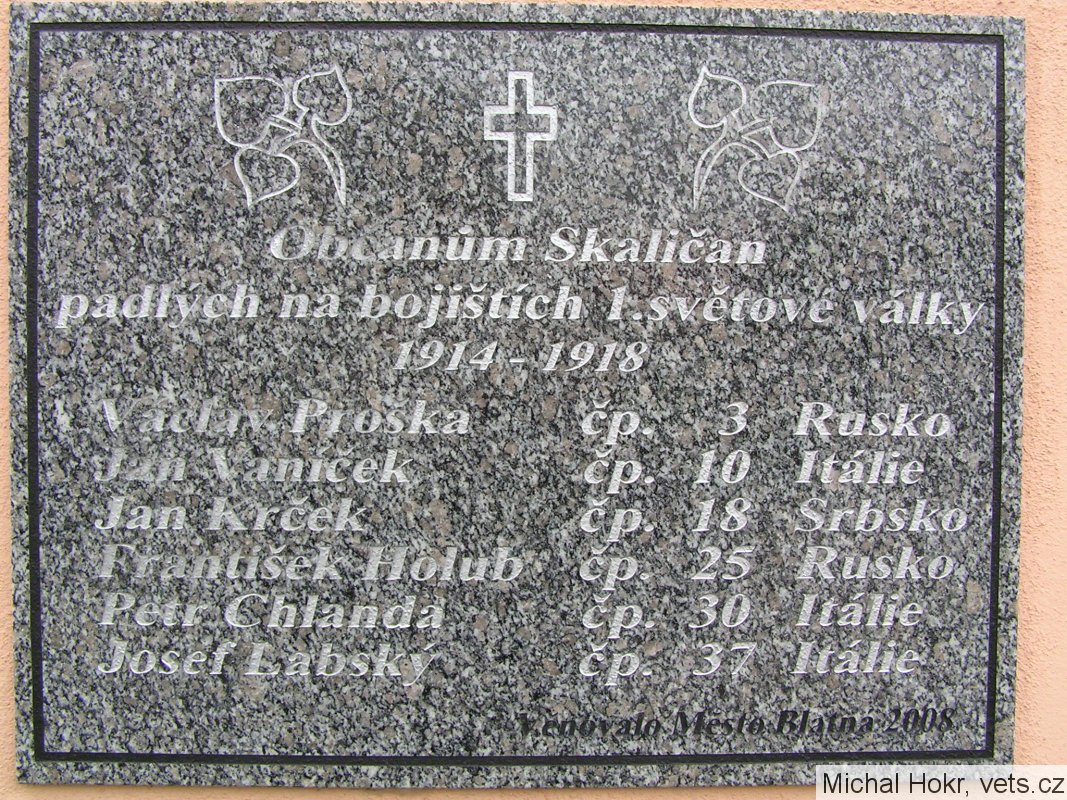 Občanům Skaličan
padlých na bojištích 1.světové války
1914 - 1918
Václav Proška čp. 3 Rusko
Jan Vaníček čp. 10 Itálie
Jan Krček čp. 18 Srbsko
František Holub čp. 25 Rusko
Petr Chlanda čp. 30 Itálie
Josef Labský čp. 37 Itálie
Věnovalo Město Blatná 2008
Michal Hokr, vets.cz